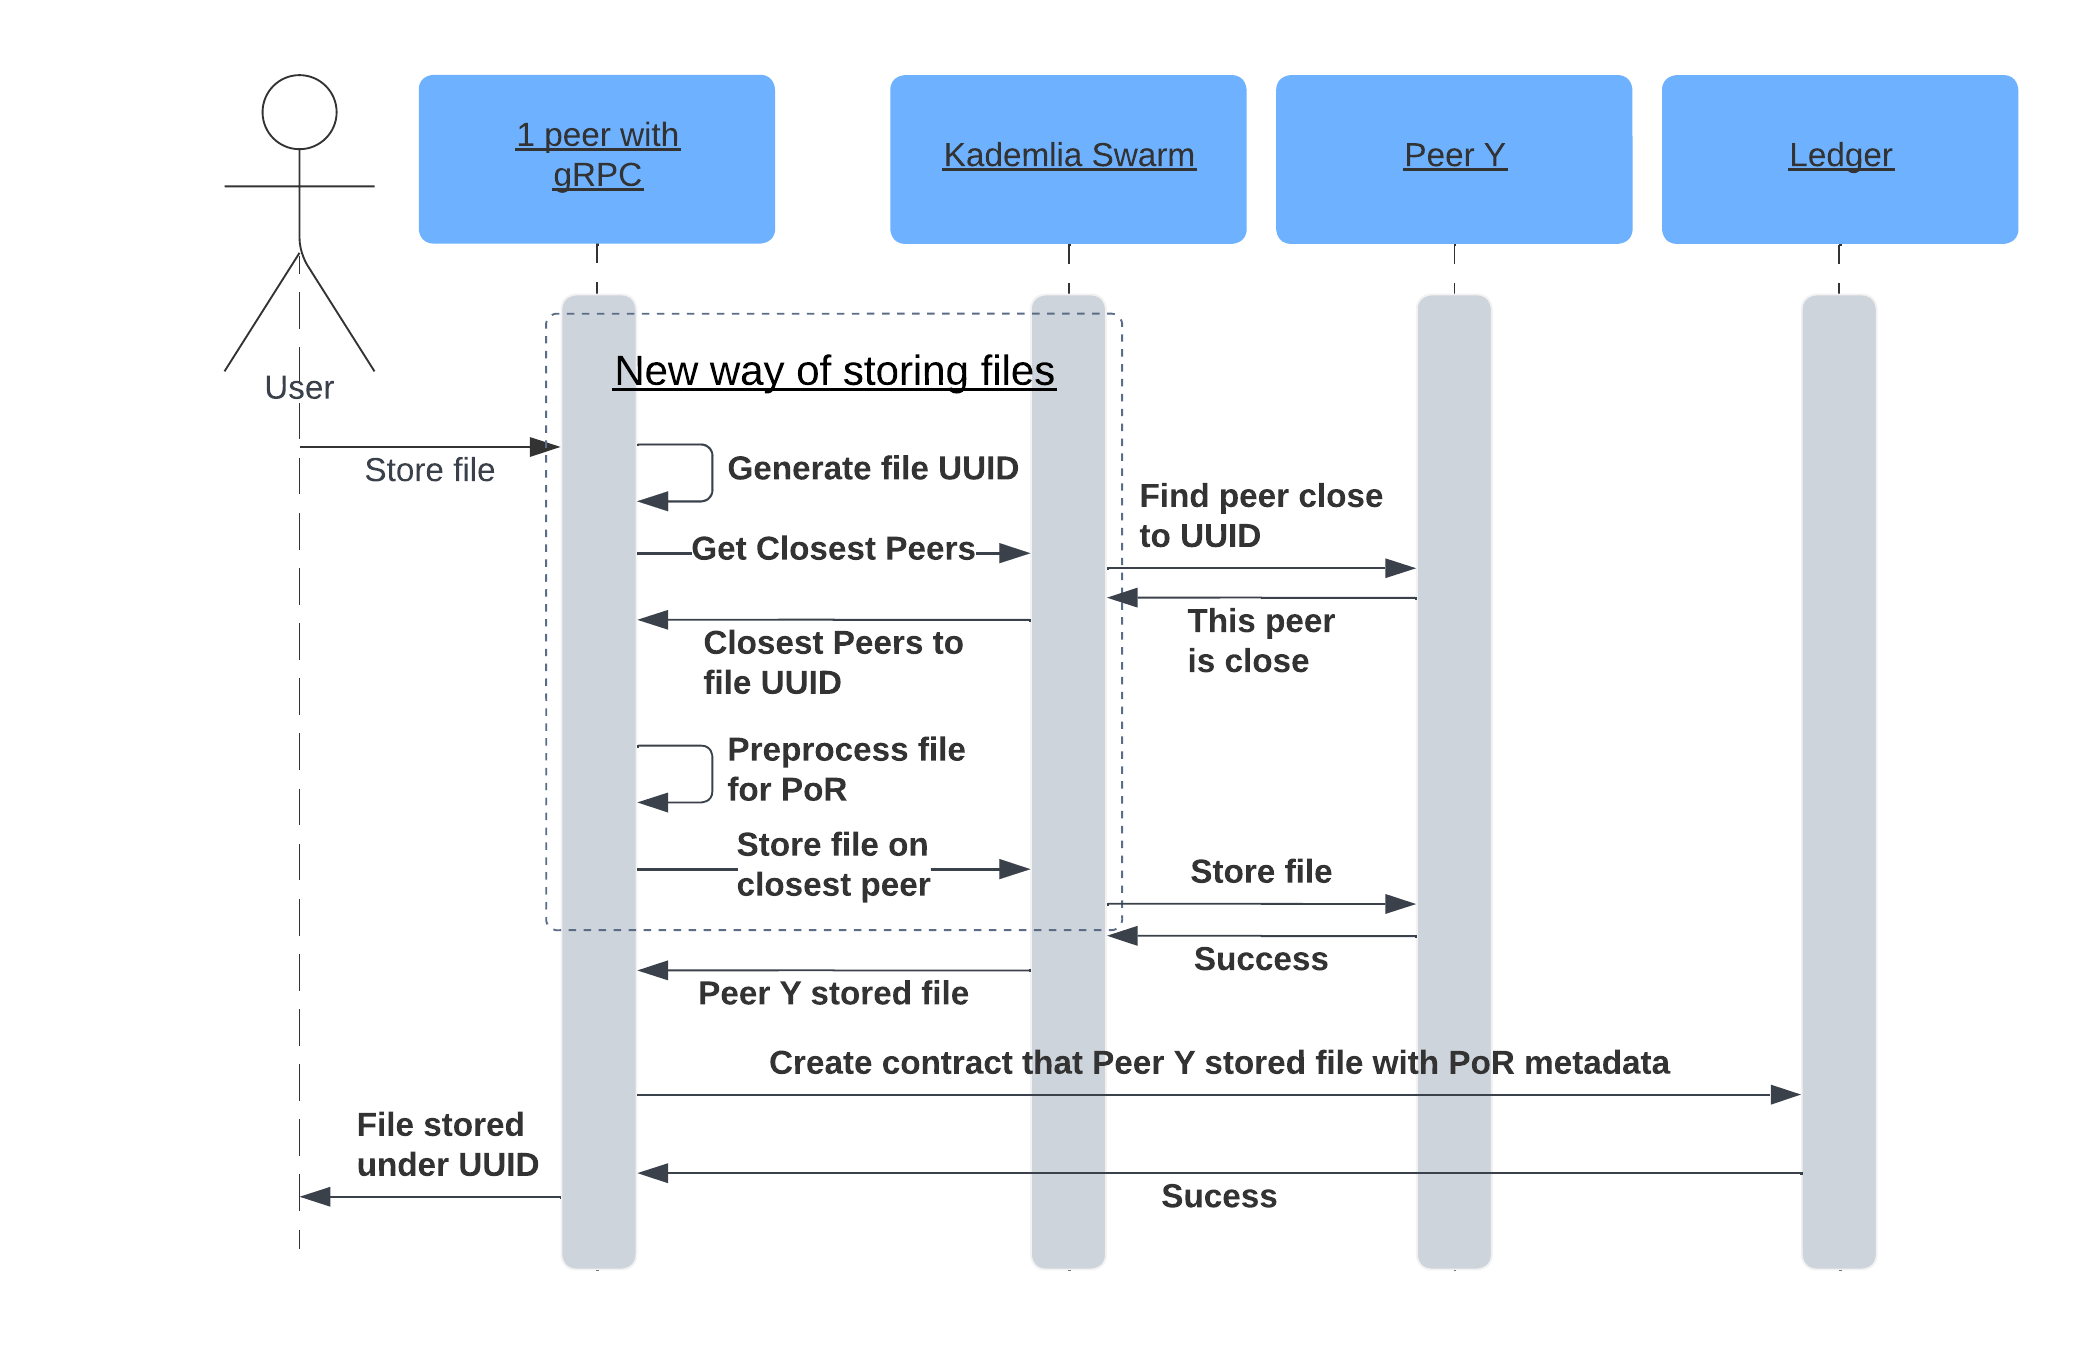 1 peer with
gRPC
Kademlia Swarm
Peer Y
Ledger
User
New way of storing files
Store file
Generate file UUID
Find peer close
to UUID
Get Closest Peers
This peer
is close
Closest Peers to
file UUID
Preprocess file
for PoR
Store file on
closest peer
Store file
Success
Peer Y stored file
Create contract that Peer Y stored file with PoR metadata
File stored
under UUID
Sucess